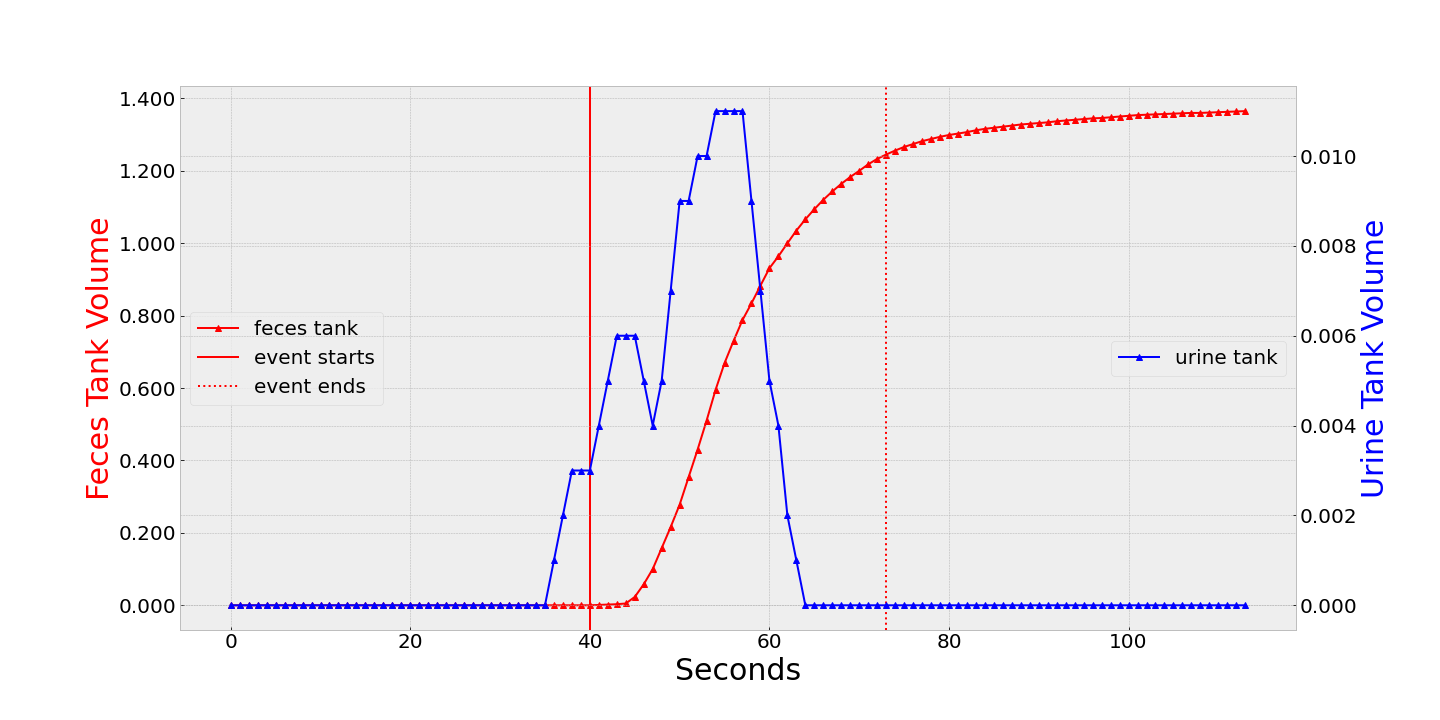 1.400
1.200
1.000
0.800
0.600
0.400
0.200
0.000
Feces Tank Volume
feces tank
event starts
event ends
urine tank
0.010
0.008
0.006
0.004
0.002
0.000
Urine Tank Volume
0 20 40 60 80 100
Seconds